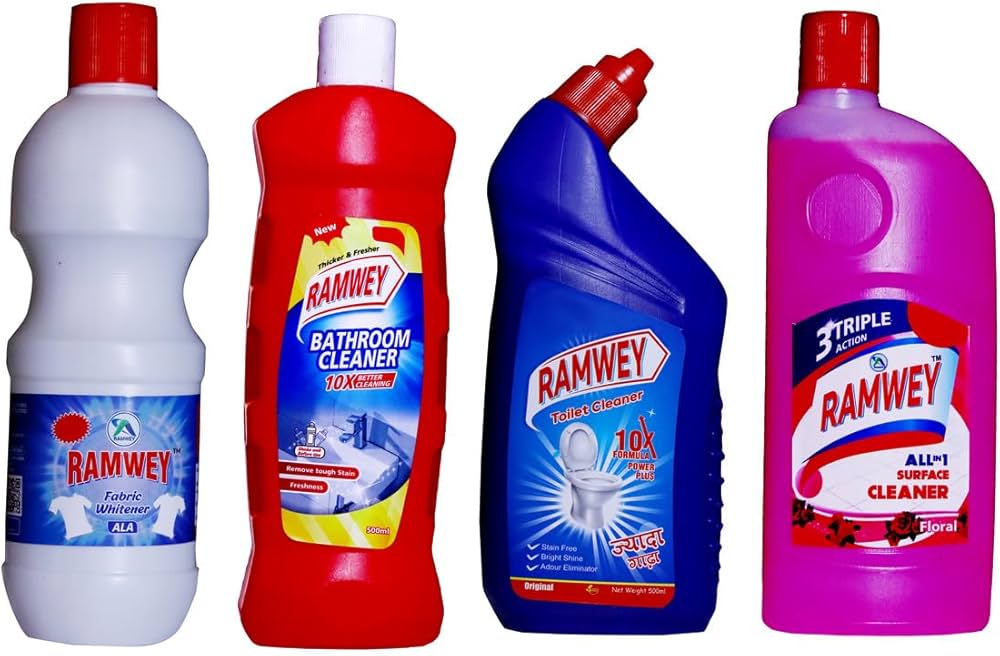 RAMWEY
RAMWEY™
Fabric
Whitener
ALA
New
Thicker & Fresher
RAMWEY
BATHROOM
CLEANER
10X BETTER
CLEANING
Remove tough Stain
Freshness
500ml
RAMWEY
Toilet Cleaner
10X
FORMULA
POWER
PLUS
ज्यादा
गाढ़ा
Stain Free
Bright Shine
Adour Eliminator
Original
Net Weight 500ml
3 TRIPLE
ACTION
RAMWEY™
ALL IN 1
SURFACE
CLEANER
Floral